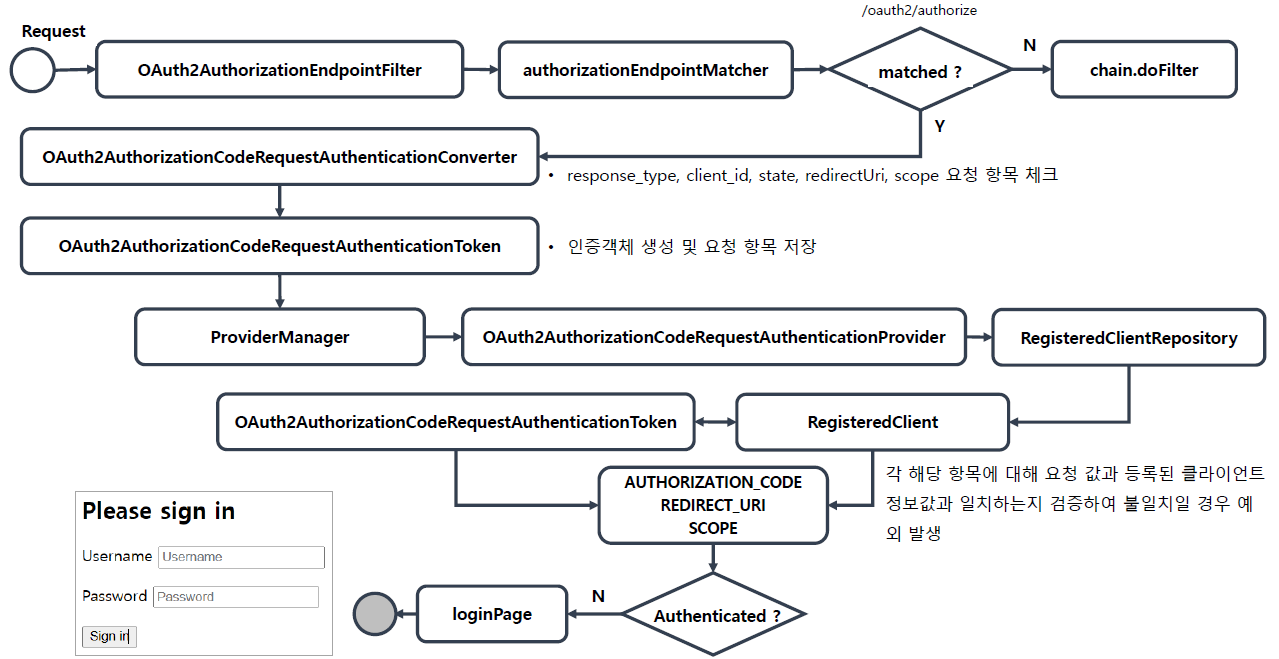 /oauth2/authorize
Request
OAuth2AuthorizationEndpointFilter
authorizationEndpointMatcher
matched ?
N
chain.doFilter
Y
OAuth2AuthorizationCodeRequestAuthenticationConverter
• response_type, client_id, state, redirectUri, scope 요청 항목 체크
OAuth2AuthorizationCodeRequestAuthenticationToken
• 인증객체 생성 및 요청 항목 저장
ProviderManager
OAuth2AuthorizationCodeRequestAuthenticationProvider
RegisteredClientRepository
OAuth2AuthorizationCodeRequestAuthenticationToken
RegisteredClient
각 해당 항목에 대해 요청 값과 등록된 클라이언트
정보값과 일치하는지 검증하여 불일치일 경우 예
외 발생
AUTHORIZATION_CODE
REDIRECT_URI
SCOPE
Please sign in
Username Username
Password Password
Sign in
loginPage
N
Authenticated ?